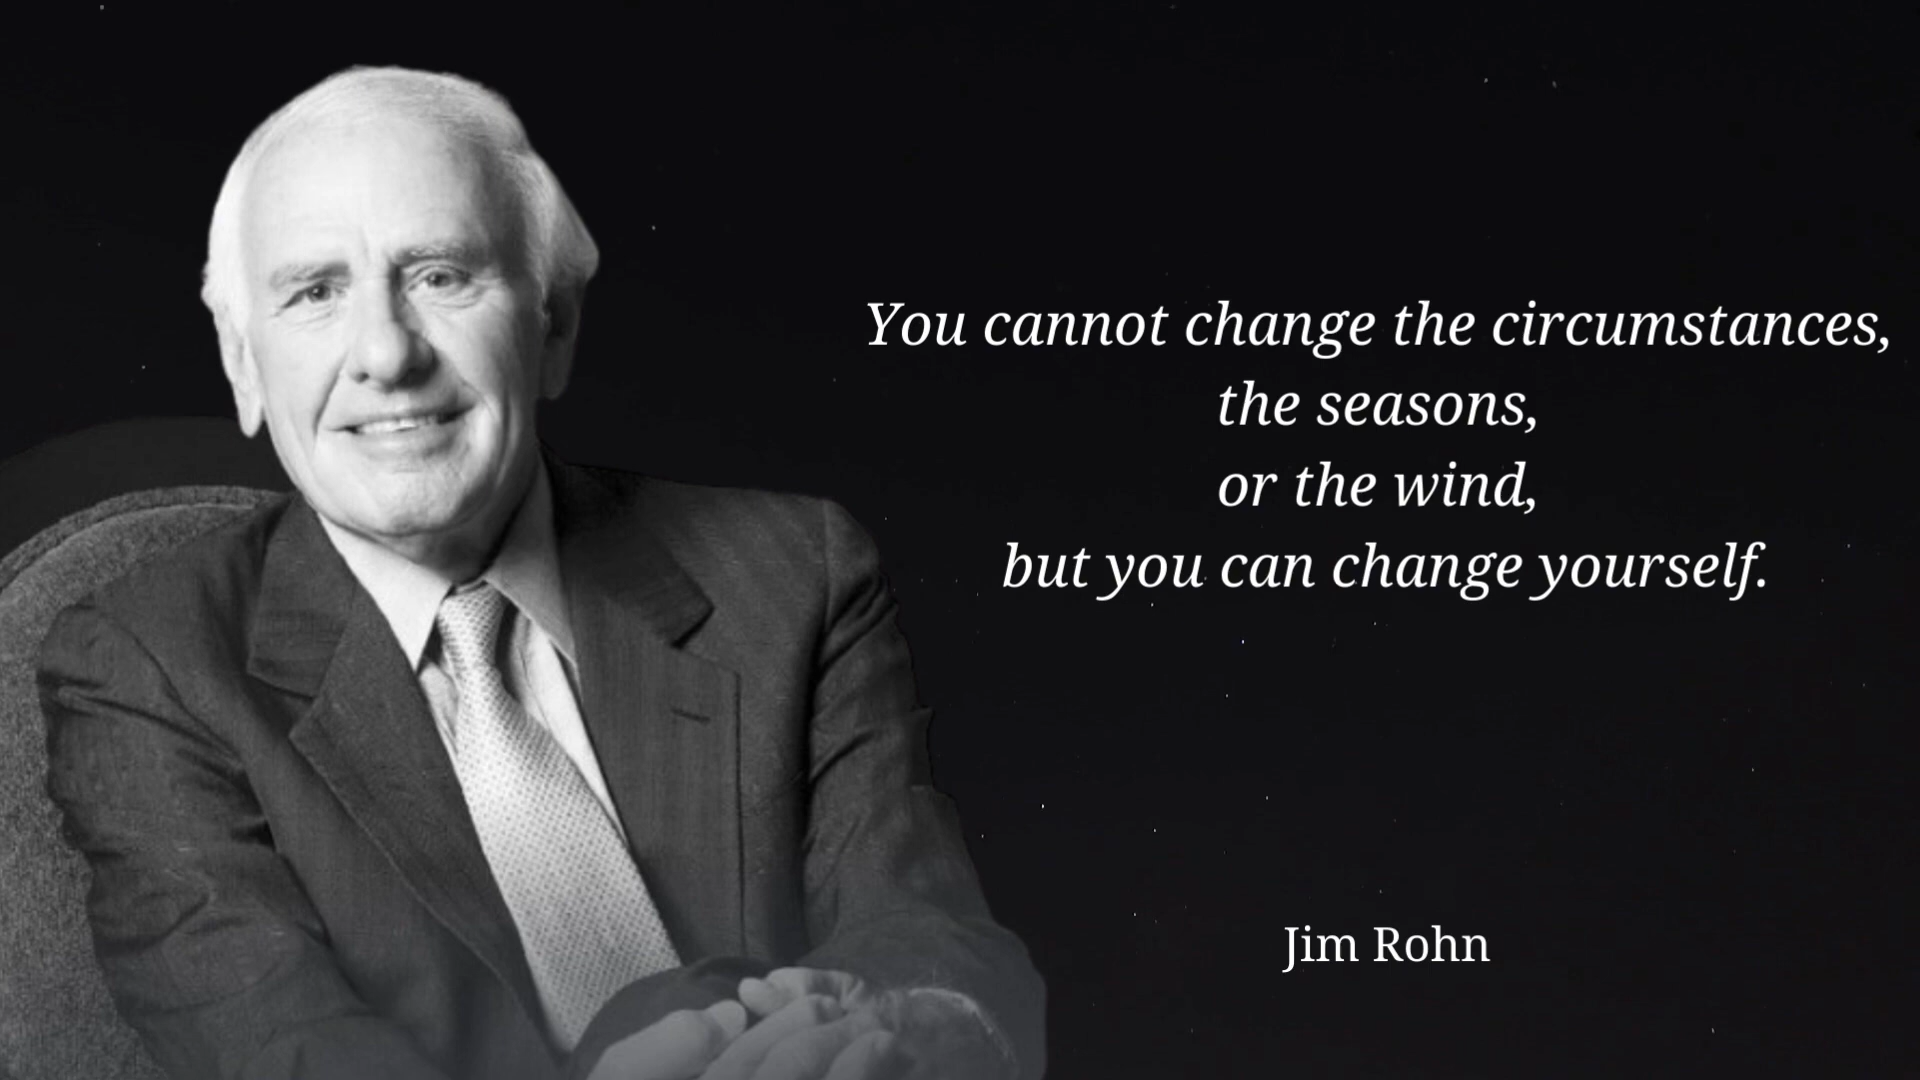 You cannot change the circumstances,
the seasons,
or the wind,
but you can change yourself.
Jim Rohn